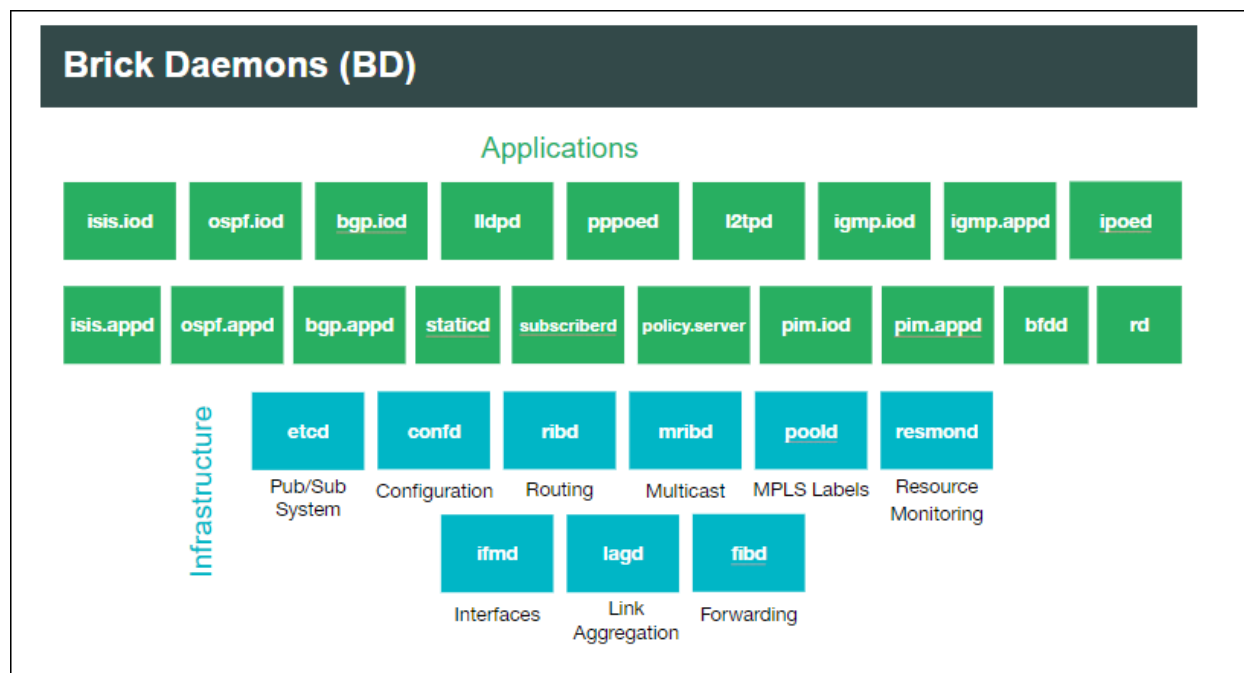 Brick Daemons (BD)
Applications
isis.iod ospf.iod bgp.iod lldpd pppoed l2tpd igmp.iod igmp.appd ipoed
isis.appd ospf.appd bgp.appd staticd subscriberd policy.server pim.iod pim.appd bfdd rd
Infrastructure
etcd confd ribd mribd poold resmond
Pub/Sub System Configuration Routing Multicast MPLS Labels Resource Monitoring
ifmd lagd fibd
Interfaces Link Aggregation Forwarding